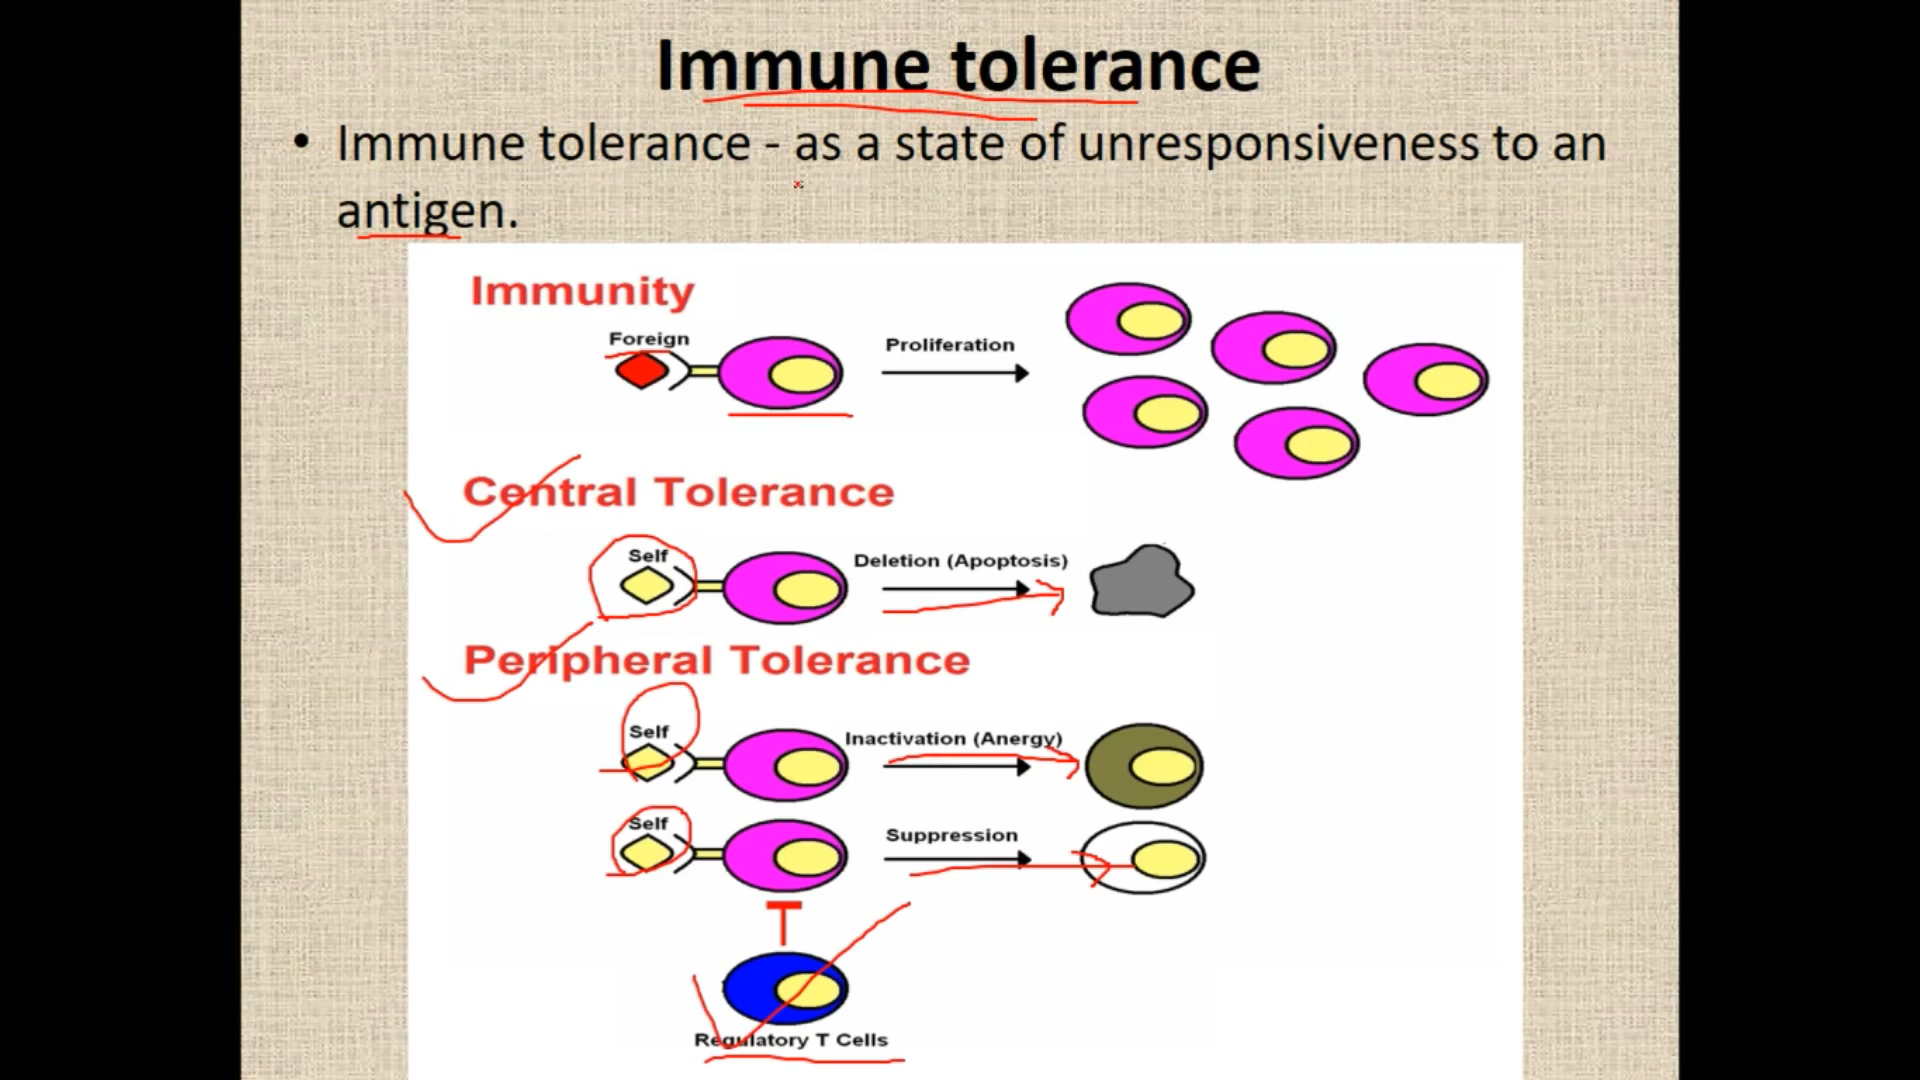 Immune tolerance
• Immune tolerance - as a state of unresponsiveness to an
antigen.
Immunity
Foreign
Proliferation
Central Tolerance
Self
Deletion (Apoptosis)
Peripheral Tolerance
Self
Inactivation (Anergy)
Self
Suppression
Regulatory T Cells